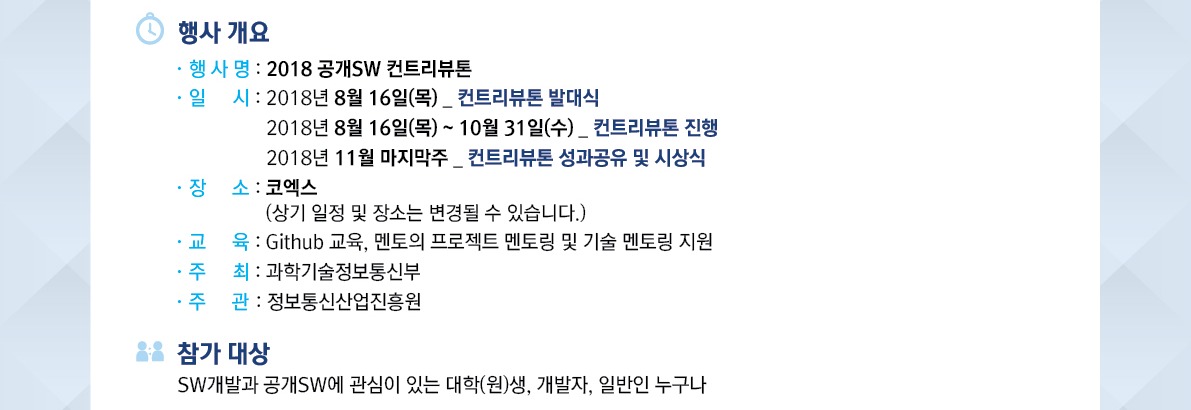 행사 개요
· 행 사 명 : 2018 공개SW 컨트리뷰톤
· 일 시 : 2018년 8월 16일(목) _ 컨트리뷰톤 발대식
2018년 8월 16일(목) ~ 10월 31일(수) _ 컨트리뷰톤 진행
2018년 11월 마지막주 _ 컨트리뷰톤 성과공유 및 시상식
· 장 소 : 코엑스
(상기 일정 및 장소는 변경될 수 있습니다.)
· 교 육 : Github 교육, 멘토의 프로젝트 멘토링 및 기술 멘토링 지원
· 주 최 : 과학기술정보통신부
· 주 관 : 정보통신산업진흥원
참가 대상
SW개발과 공개SW에 관심이 있는 대학(원)생, 개발자, 일반인 누구나